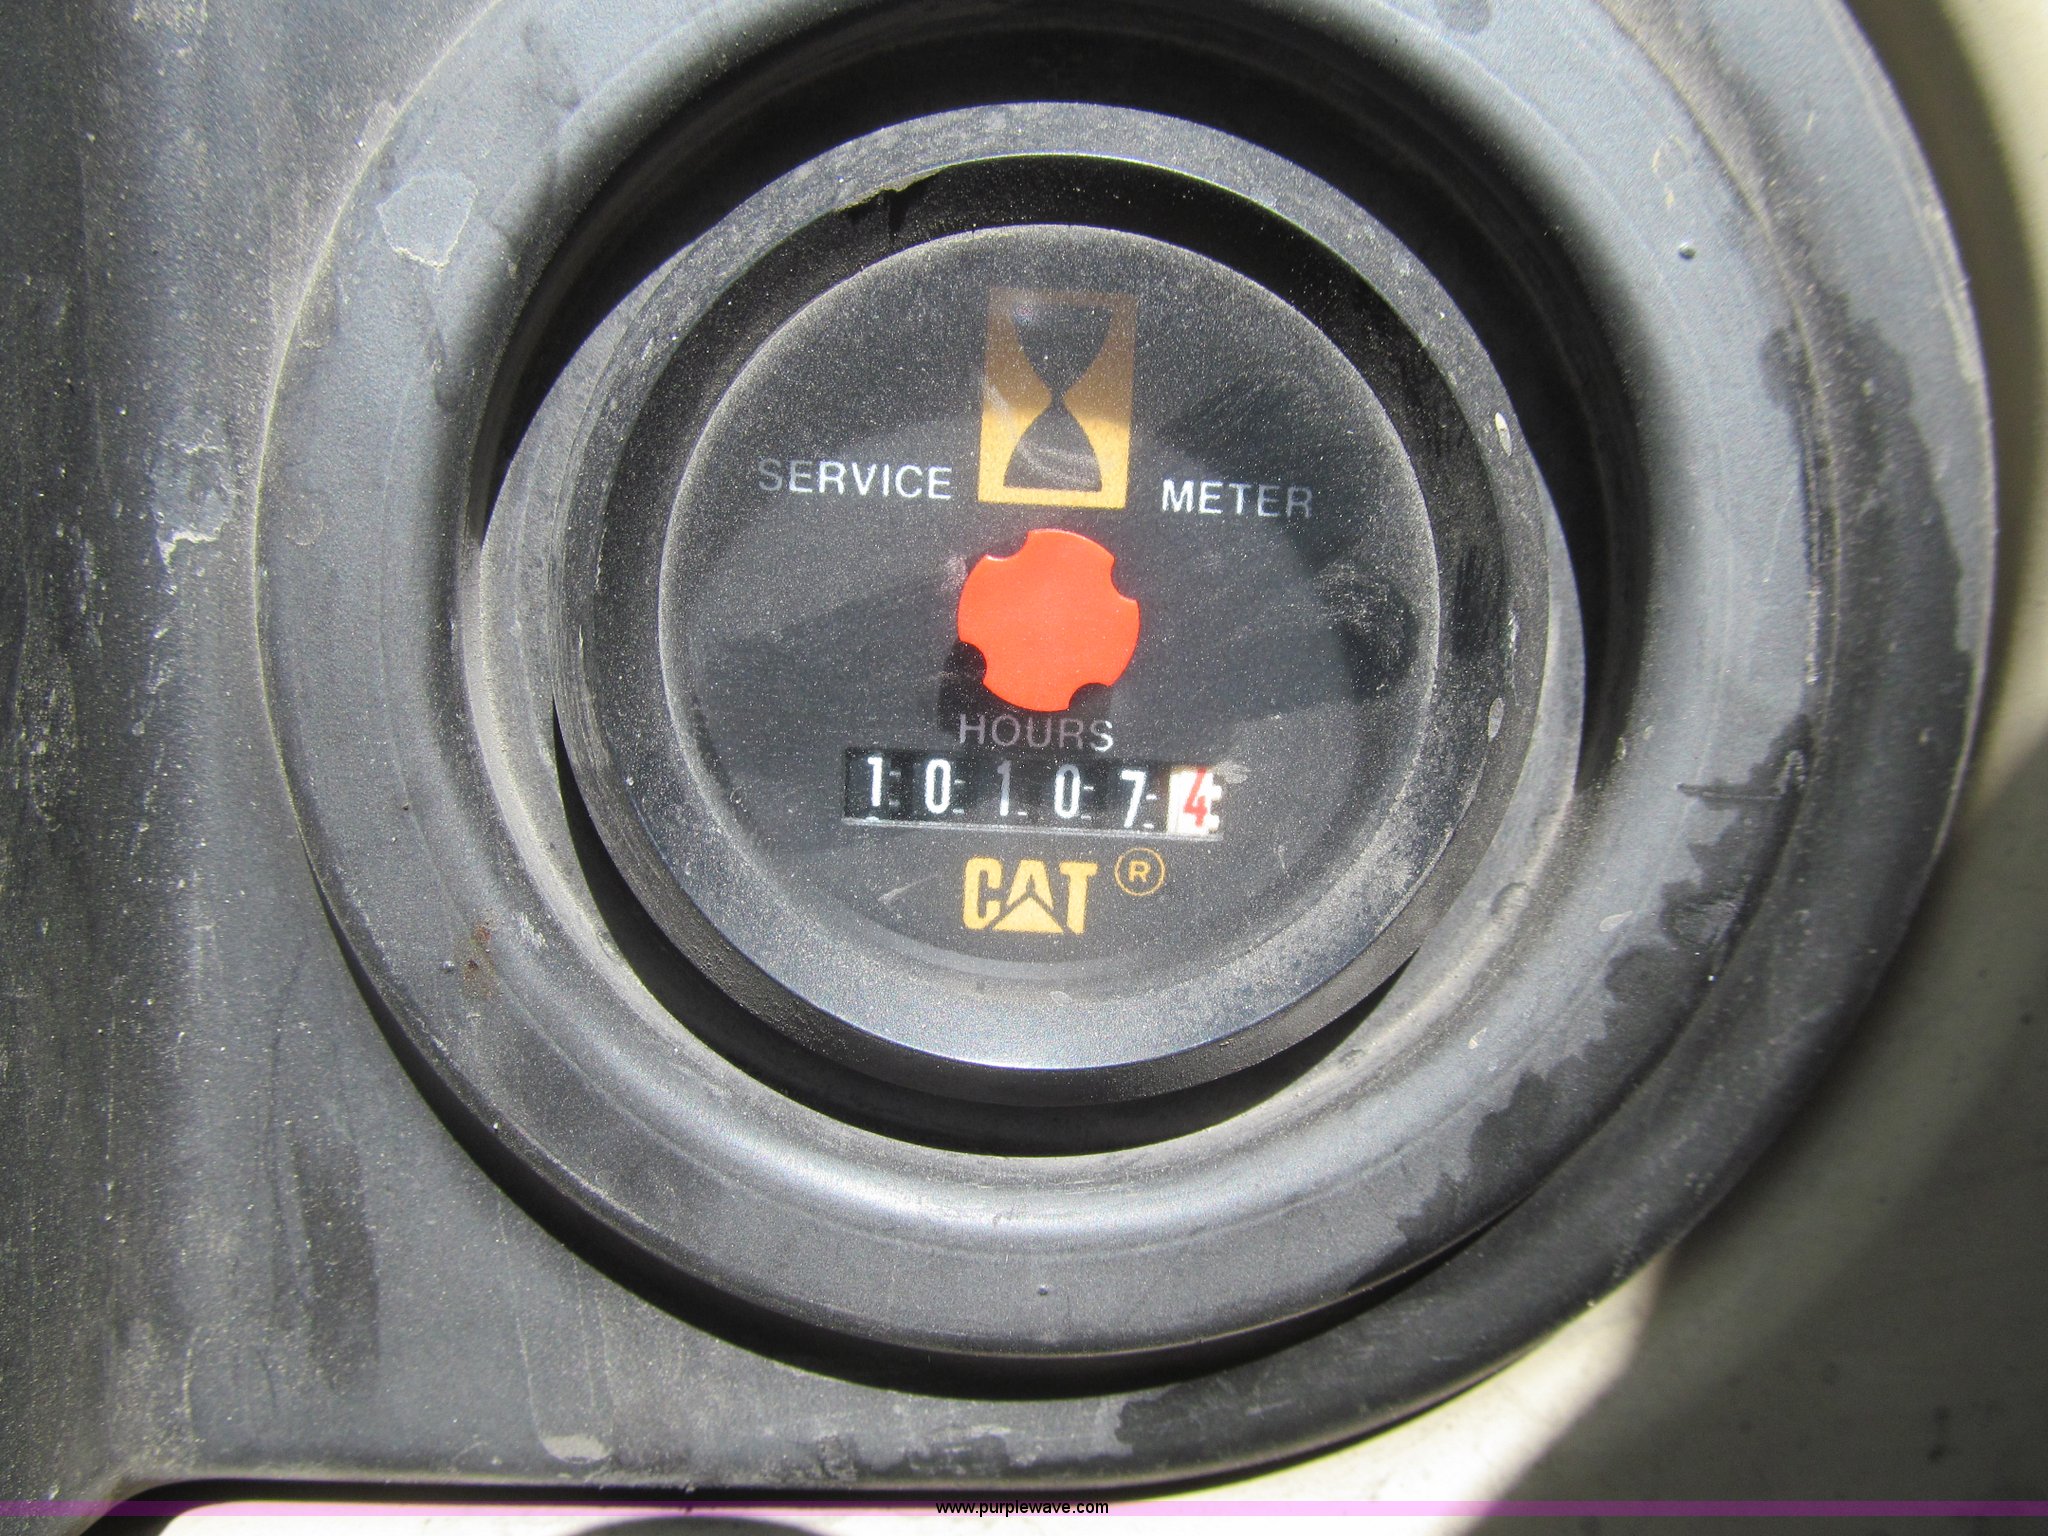 SERVICE METER
HOURS
101074
CAT ®
www.purplewave.com